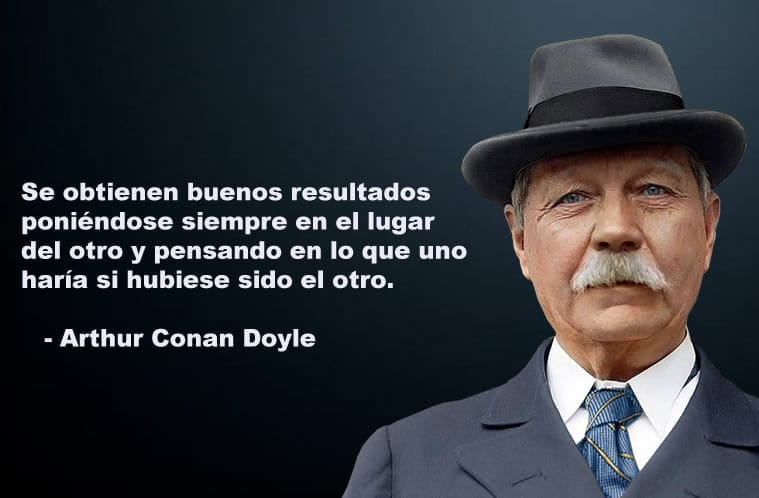 Se obtienen buenos resultados
poniéndose siempre en el lugar
del otro y pensando en lo que uno
haría si hubiese sido el otro.
- Arthur Conan Doyle